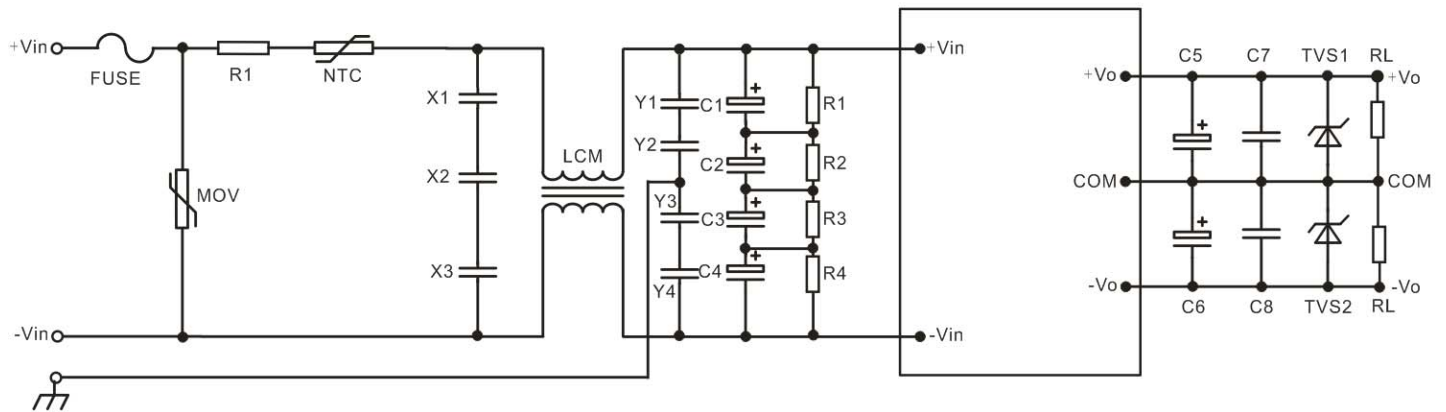 +Vin
FUSE
R1
NTC
MOV
X1
X2
X3
-Vin
LCM
Y1
Y2
Y3
Y4
C1
C2
C3
C4
R1
R2
R3
R4
+Vin
-Vin
+Vo
COM
-Vo
C5
C7
TVS1
RL
+Vo
COM
C6
C8
TVS2
RL
-Vo